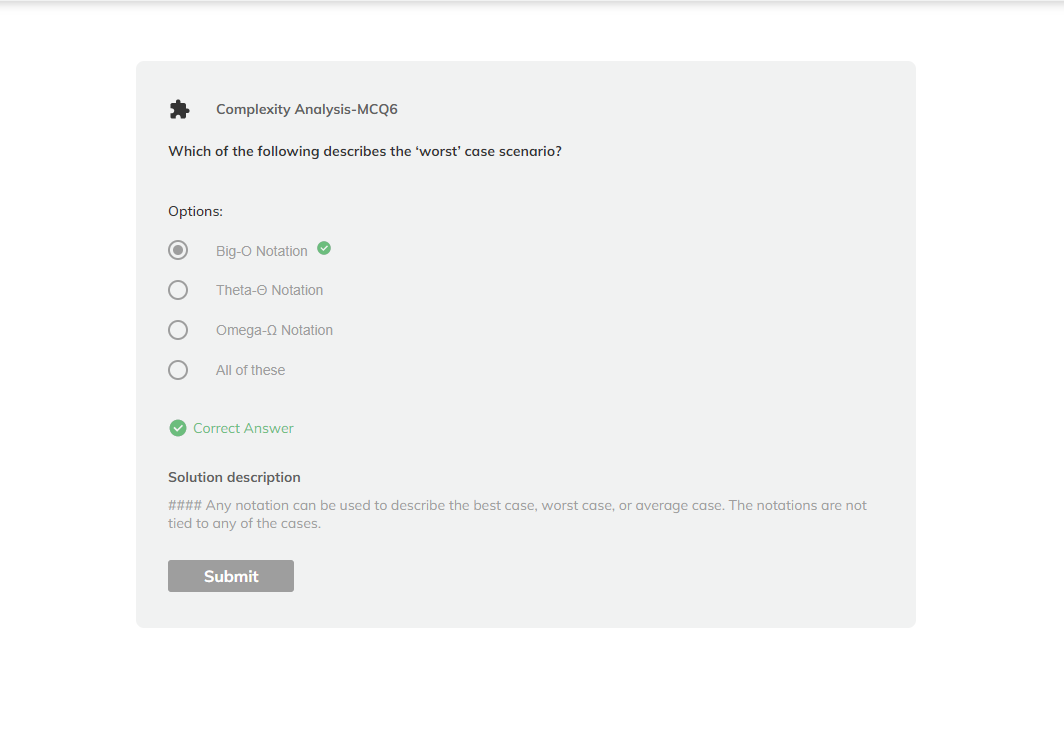 Complexity Analysis-MCQ6
Which of the following describes the ‘worst’ case scenario?
Options:
Big-O Notation
Theta-Θ Notation
Omega-Ω Notation
All of these
Correct Answer
Solution description
#### Any notation can be used to describe the best case, worst case, or average case. The notations are not
tied to any of the cases.
Submit